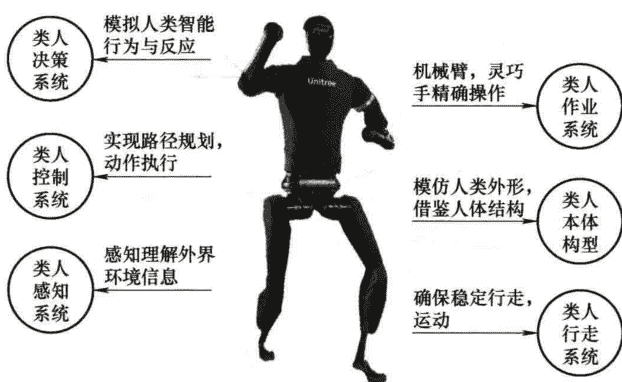 类人
决策
系统
模拟人类智能
行为与反应
类人
控制
系统
实现路径规划,
动作执行
类人
感知
系统
感知理解外界
环境信息
Unitree
机械臂，灵巧
手精确操作
类人
作业
系统
模仿人类外形，
借鉴人体结构
类人
本体
构型
确保稳定行走，
运动
类人
行走
系统